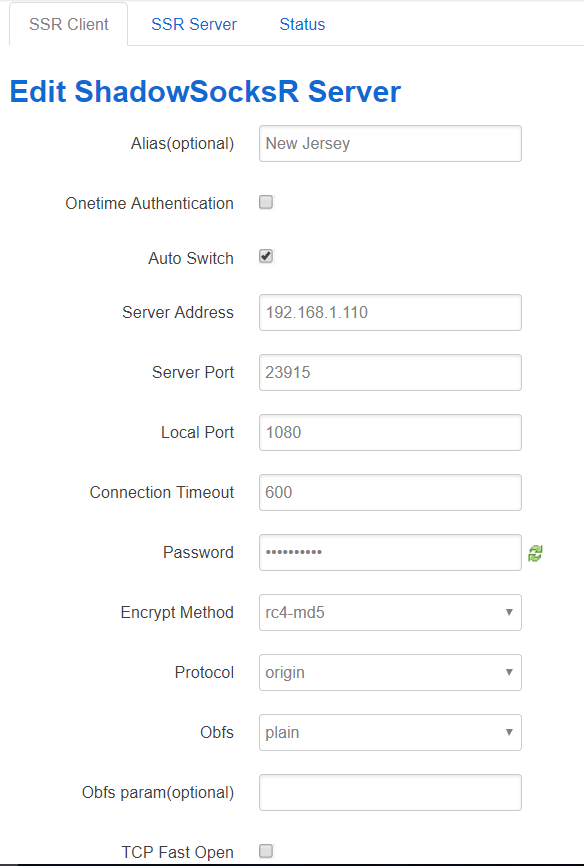 SSR Client SSR Server Status
Edit ShadowSocksR Server
Alias(optional) New Jersey
Onetime Authentication
Auto Switch
Server Address 192.168.1.110
Server Port 23915
Local Port 1080
Connection Timeout 600
Password ••••••••••
Encrypt Method rc4-md5
Protocol origin
Obfs plain
Obfs param(optional)
TCP Fast Open